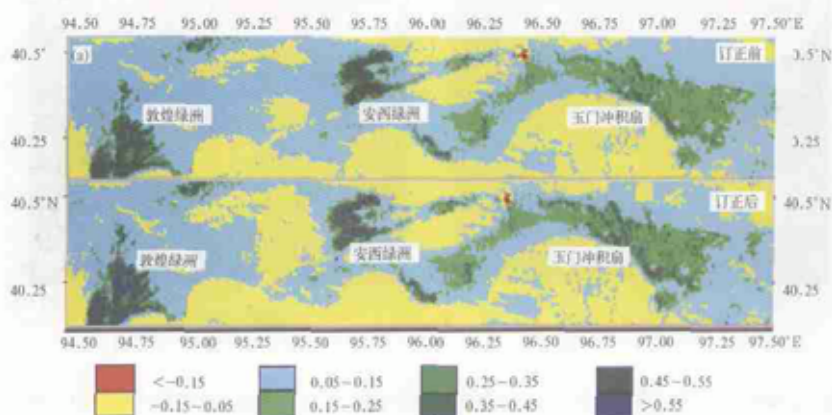 94.50 94.75 95.00 95.25 95.50 95.75 96.00 96.25 96.50 96.75 97.00 97.25 97.50°E
40.5° (a) 订正前 3.5°N
敦煌绿洲 安西绿洲 玉门冲积扇
40.25 3.25
40.5°N 订正后 40.5°N
敦煌绿洲 安西绿洲 玉门冲积扇
40.25 40.25
94.50 94.75 95.00 95.25 95.50 95.75 96.00 96.25 96.50 96.75 97.00 97.25 97.50°E
<-0.15 0.05~0.15 0.25~0.35 0.45~0.55
-0.15~0.05 0.15~0.25 0.35~0.45 >0.55